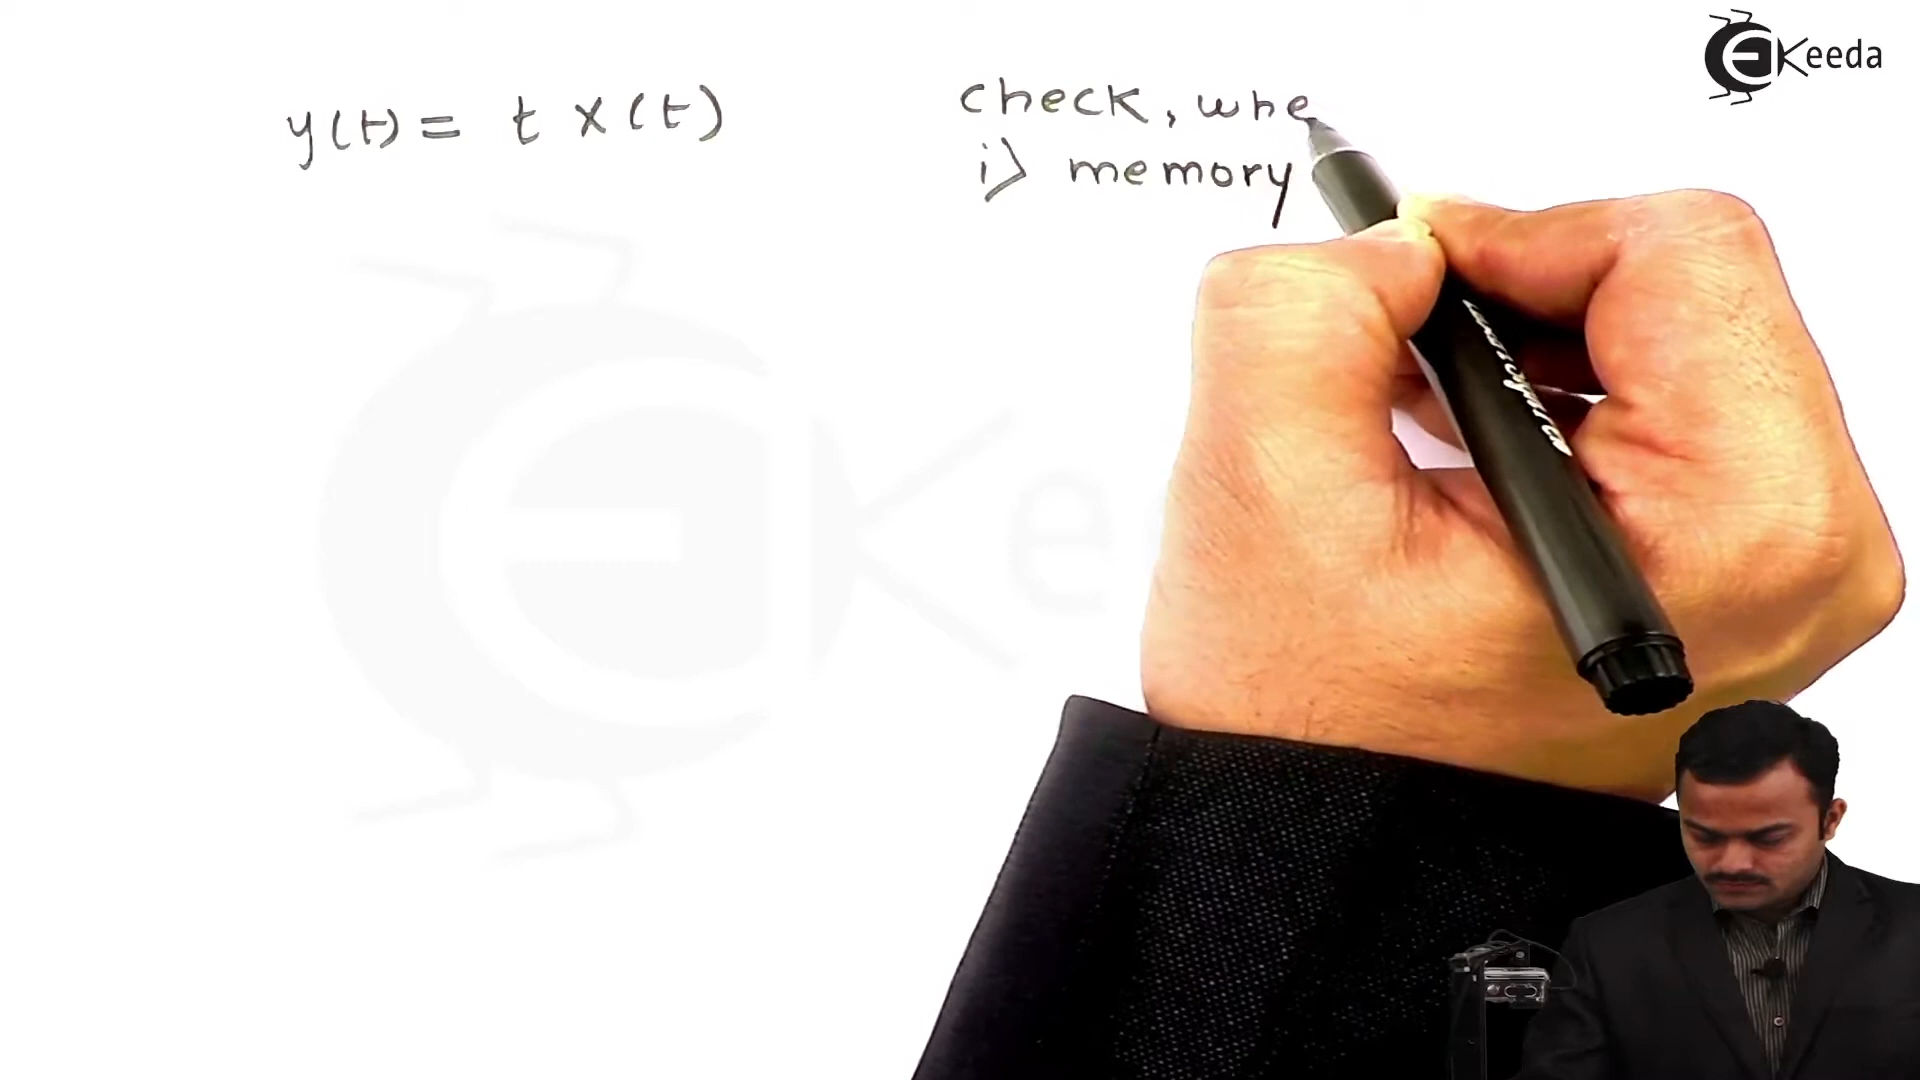 EKeeda
y(t) = t x(t)
check, whe
i) memory